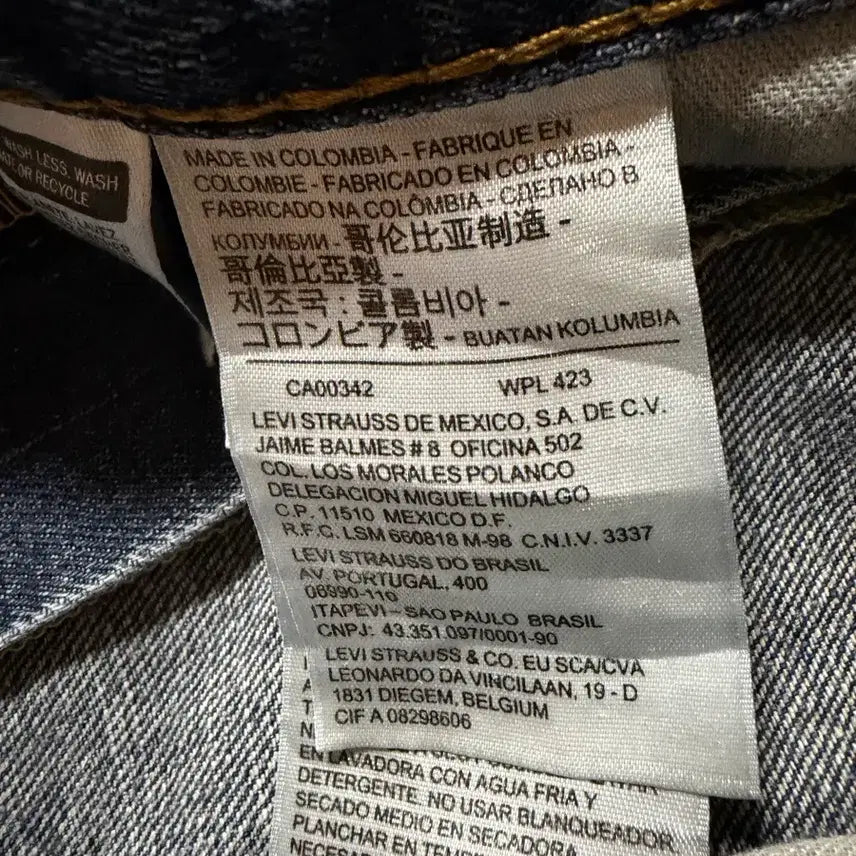 WASH LESS, WASH
OR RECYCLE
LAVEZ
MADE IN COLOMBIA - FABRIQUE EN
COLOMBIE - FABRICADO EN COLOMBIA -
FABRICADO NA COLÔMBIA - СДЕЛАНО В
КОЛУМБИИ - 哥伦比亚制造 -
哥倫比亞製 -
제조국 : 콜롬비아 -
コロンビア製 - BUATAN KOLUMBIA
CA00342 WPL 423
LEVI STRAUSS DE MEXICO, S.A. DE C.V.
JAIME BALMES # 8 OFICINA 502
COL. LOS MORALES POLANCO
DELEGACION MIGUEL HIDALGO
C.P. 11510 MEXICO D.F.
R.F.C. LSM 660818 M-98 C.N.I.V. 3337
LEVI STRAUSS DO BRASIL
AV. PORTUGAL, 400
06990-110
ITAPEVI - SAO PAULO BRASIL
CNPJ: 43.351.097/0001-90
LEVI STRAUSS & CO. EU SCA/CVA
LEONARDO DA VINCILAAN, 19 - D
1831 DIEGEM, BELGIUM
CIF A 08298606
EN LAVADORA CON AGUA FRIA Y
DETERGENTE. NO USAR BLANQUEADOR
SECADO MEDIO EN SECADORA
PLANCHAR EN